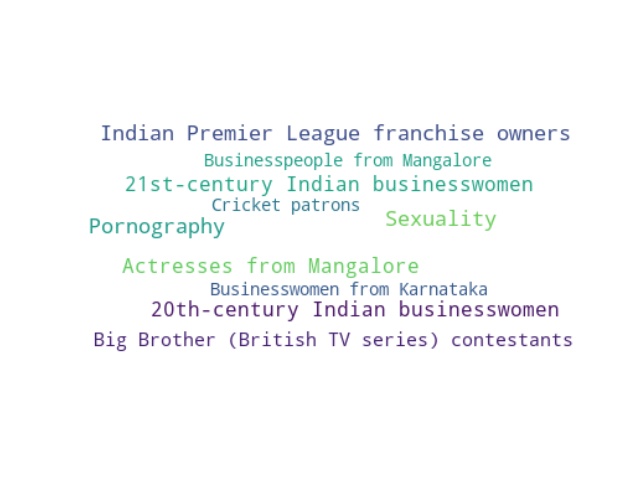 Indian Premier League franchise owners
Businesspeople from Mangalore
21st-century Indian businesswomen
Cricket patrons
Sexuality
Pornography
Actresses from Mangalore
Businesswomen from Karnataka
20th-century Indian businesswomen
Big Brother (British TV series) contestants